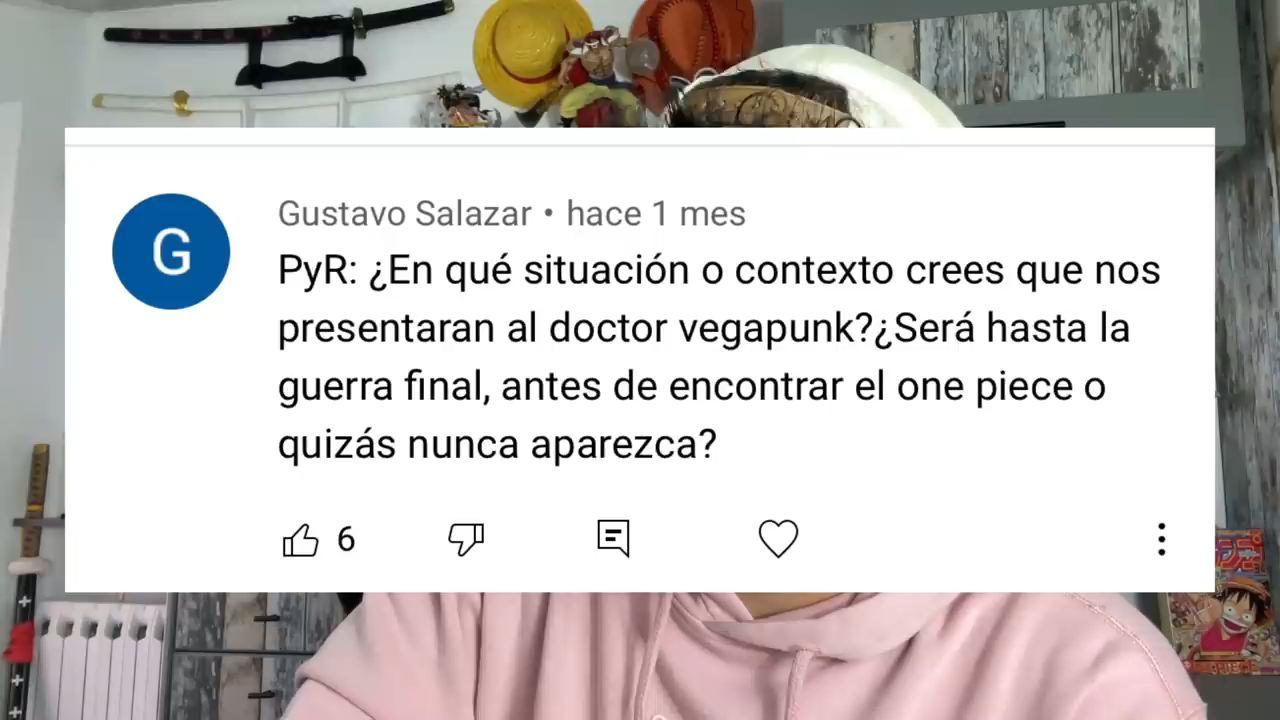 G
Gustavo Salazar • hace 1 mes
PyR: ¿En qué situación o contexto crees que nos
presentaran al doctor vegapunk?¿Será hasta la
guerra final, antes de encontrar el one piece o
quizás nunca aparezca?
6